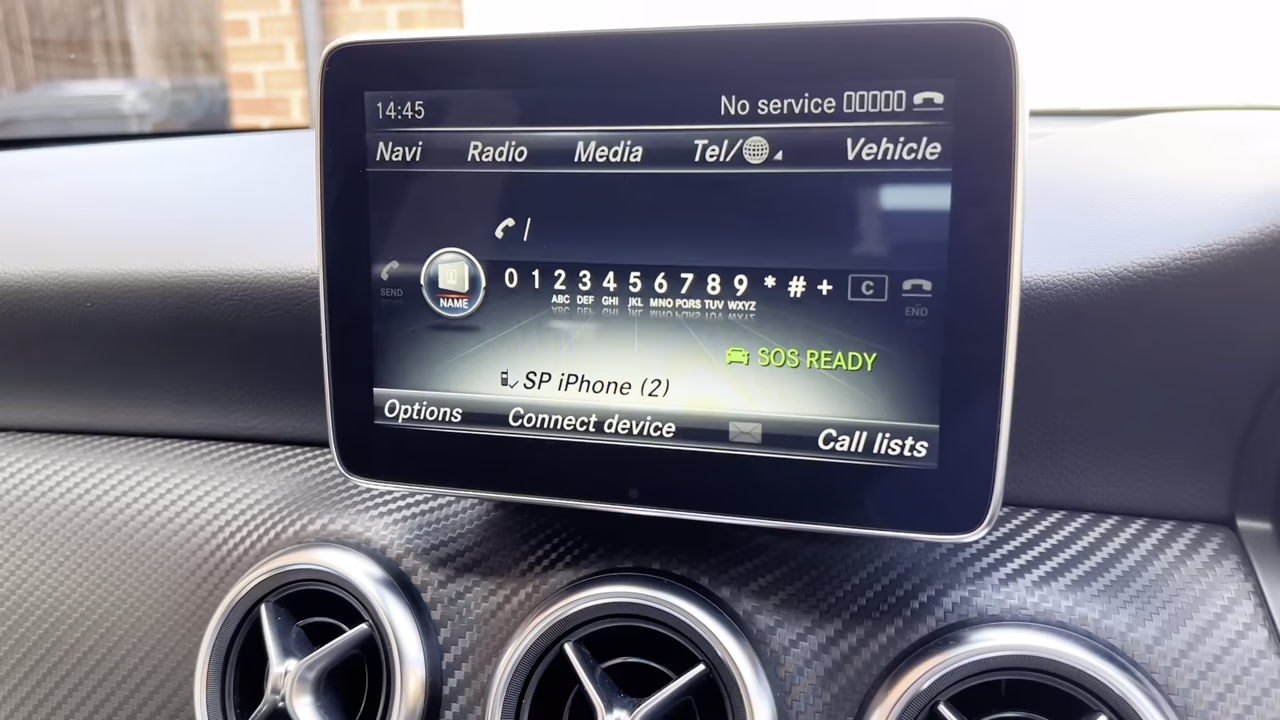 14:45 No service
Navi Radio Media Tel/ Vehicle
/
SEND NAME 0 1 2 3 4 5 6 7 8 9 * # + C END
ABC DEF GHI JKL MNO PQRS TUV WXYZ
SOS READY
SP iPhone (2)
Options Connect device Call lists